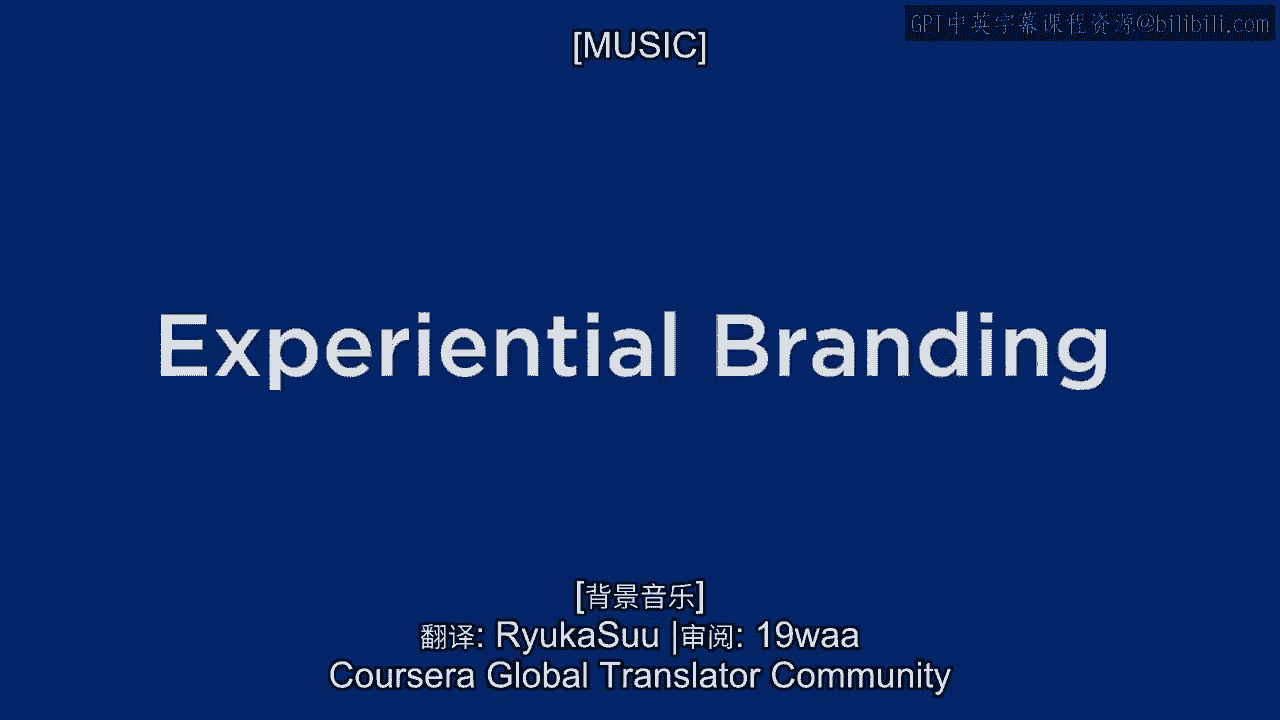 GPT中英字幕课程资源@bilibili.com
[MUSIC]
Experiential Branding
[背景音乐]
翻译: RyukaSuu |审阅: 19waa
Coursera Global Translator Community